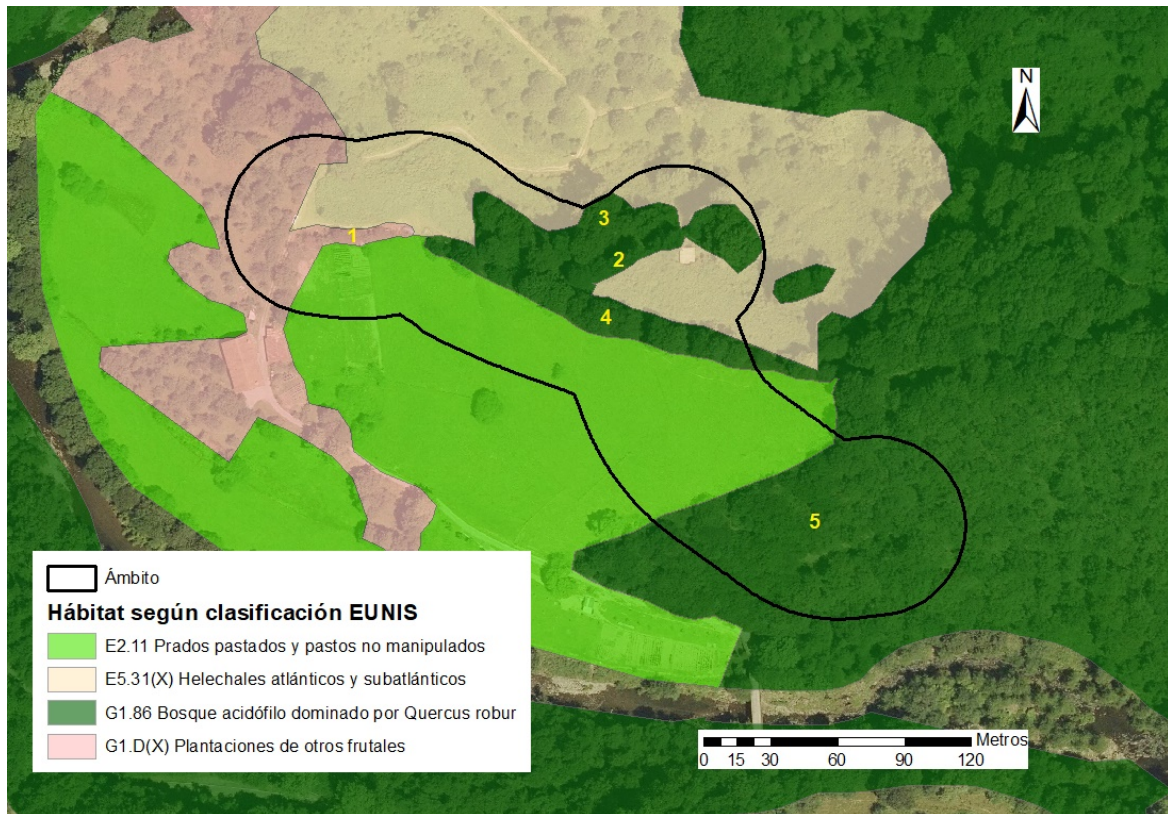 N
3
1
2
4
5
Ámbito
Hábitat según clasificación EUNIS
E2.11 Prados pastados y pastos no manipulados
E5.31(X) Helechales atlánticos y subatlánticos
G1.86 Bosque acidófilo dominado por Quercus robur
G1.D(X) Plantaciones de otros frutales
Metros
0 15 30 60 90 120